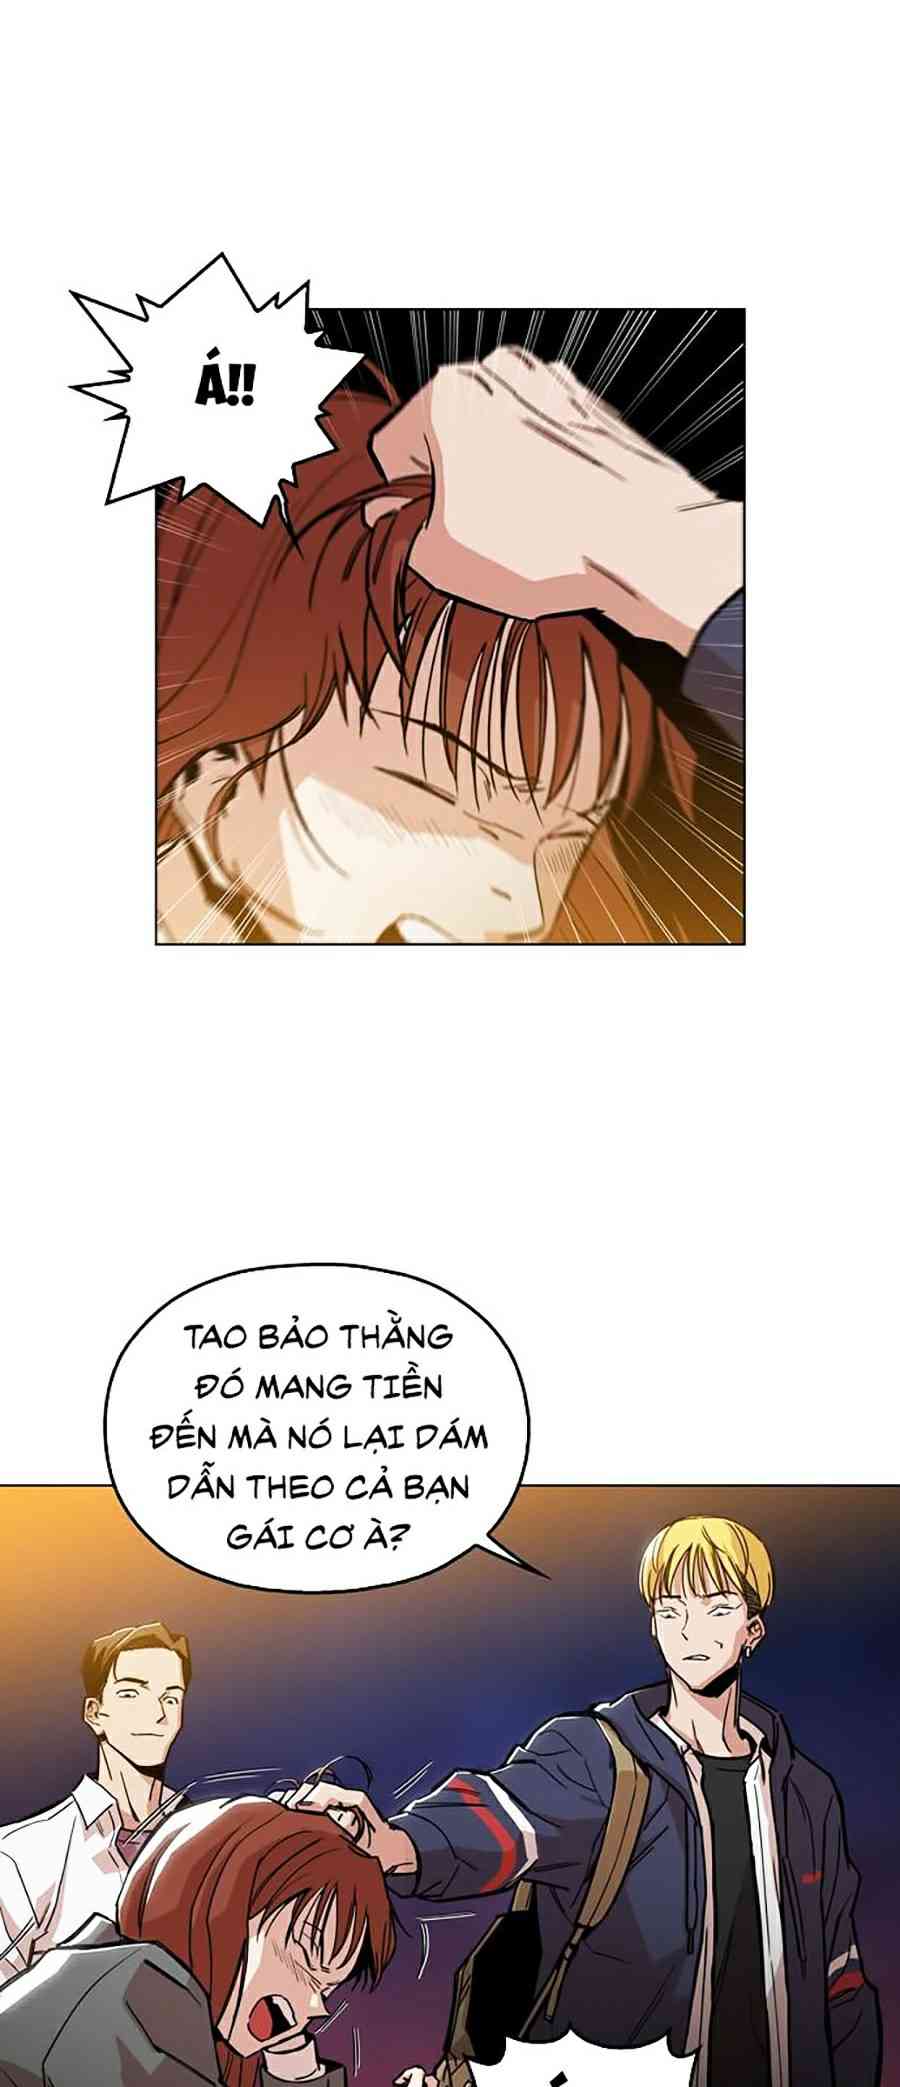 Á!!
TAO BẢO THẰNG
ĐÓ MANG TIỀN
ĐẾN MÀ NÓ LẠI DÁM
DẪN THEO CẢ BẠN
GÁI CƠ À?